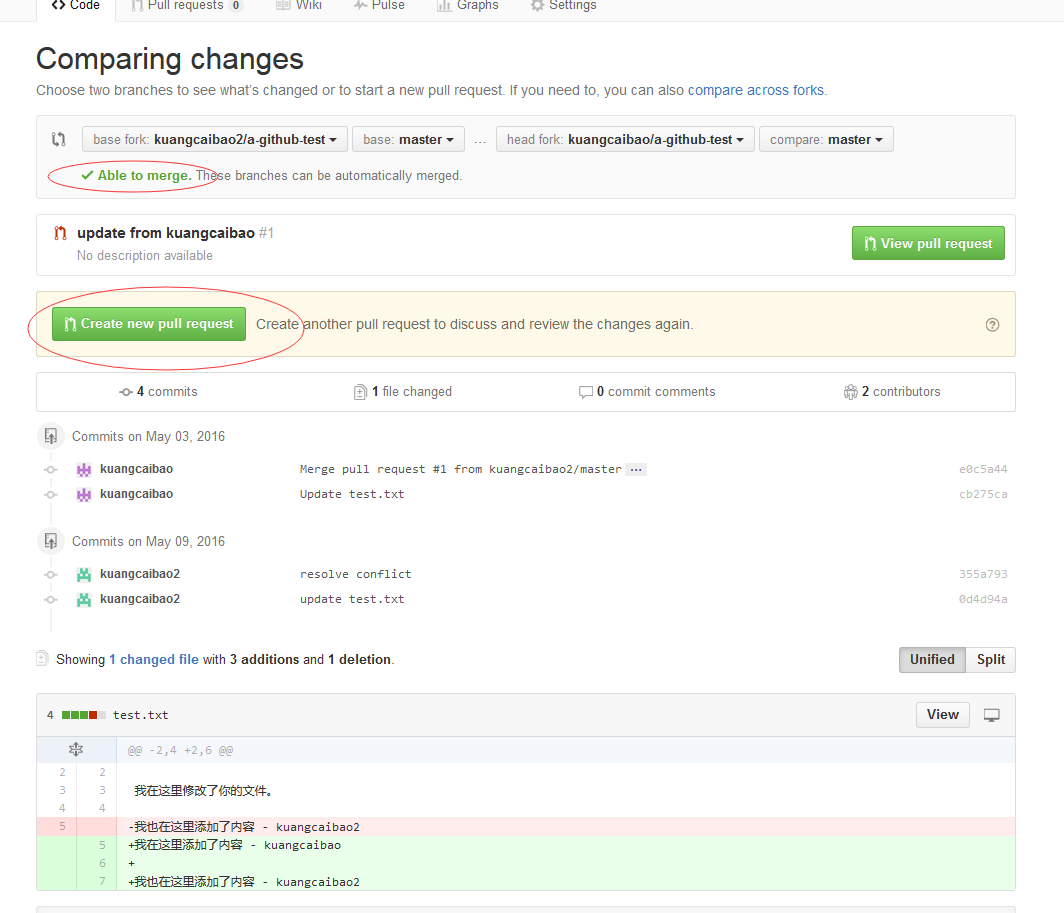 Code Pull requests 0 Wiki Pulse Graphs Settings
Comparing changes
Choose two branches to see what's changed or to start a new pull request. If you need to, you can also compare across forks.
base fork: kuangcaibao2/a-github-test base: master ... head fork: kuangcaibao/a-github-test compare: master
Able to merge. These branches can be automatically merged.
update from kuangcaibao #1
View pull request
No description available
Create new pull request Create another pull request to discuss and review the changes again.
4 commits 1 file changed 0 commit comments 2 contributors
Commits on May 03, 2016
kuangcaibao Merge pull request #1 from kuangcaibao2/master ... e0c5a44
kuangcaibao Update test.txt cb275ca
Commits on May 09, 2016
kuangcaibao2 resolve conflict 355a793
kuangcaibao2 update test.txt 0d4d94a
Showing 1 changed file with 3 additions and 1 deletion. Unified Split
4 test.txt View
@@ -2,4 +2,6 @@
2 2
3 3 我在这里修改了你的文件。
4 4
5 -我也在这里添加了内容 - kuangcaibao2
5 +我在这里添加了内容 - kuangcaibao
6 +
7 +我也在这里添加了内容 - kuangcaibao2